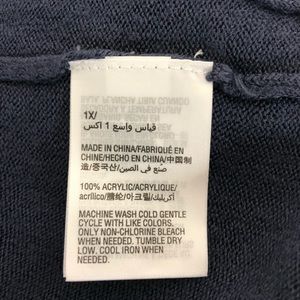 1X/
قياس واسع 1 اكس
MADE IN CHINA/FABRIQUÉ EN
CHINE/HECHO EN CHINA/中国制
造/صنع في الصين/중국산
100% ACRYLIC/ACRYLIQUE/
acrílico/腈纶/아크릴/اكريليك
MACHINE WASH COLD GENTLE
CYCLE WITH LIKE COLORS.
ONLY NON-CHLORINE BLEACH
WHEN NEEDED. TUMBLE DRY
LOW. COOL IRON WHEN
NEEDED.